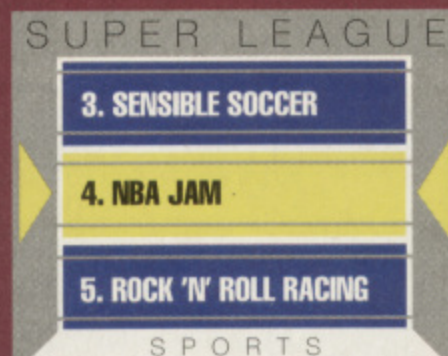 SUPER LEAGUE
3. SENSIBLE SOCCER
4. NBA JAM
5. ROCK 'N' ROLL RACING
SPORTS